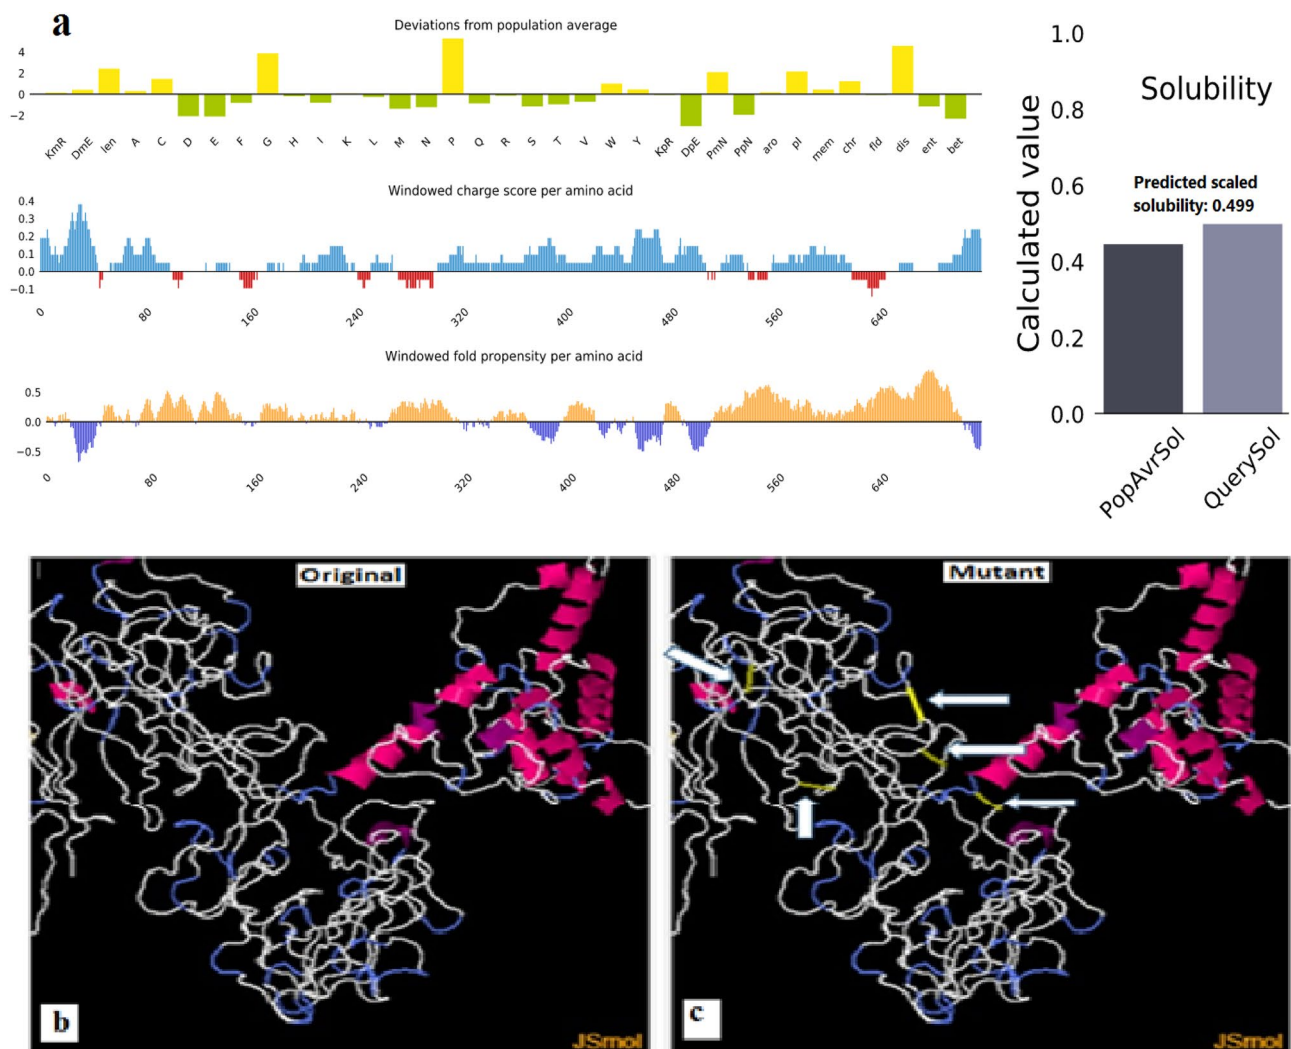 a
Deviations from population average
4
2
0
−2
KmR DmE len A C D E F G H I K L M N P Q R S T V W Y KpR DpE PmN PpN aro pI mem chr fld dis ent bet
Windowed charge score per amino acid
0.4
0.3
0.2
0.1
0.0
−0.1
0 80 160 240 320 400 480 560 640
Windowed fold propensity per amino acid
0.5
0.0
−0.5
0 80 160 240 320 400 480 560 640
Calculated value
1.0
0.8
0.6
0.4
0.2
0.0
Solubility
Predicted scaled
solubility: 0.499
PopAvrSol QuerySol
Original
b
JSmol
Mutant
c
JSmol